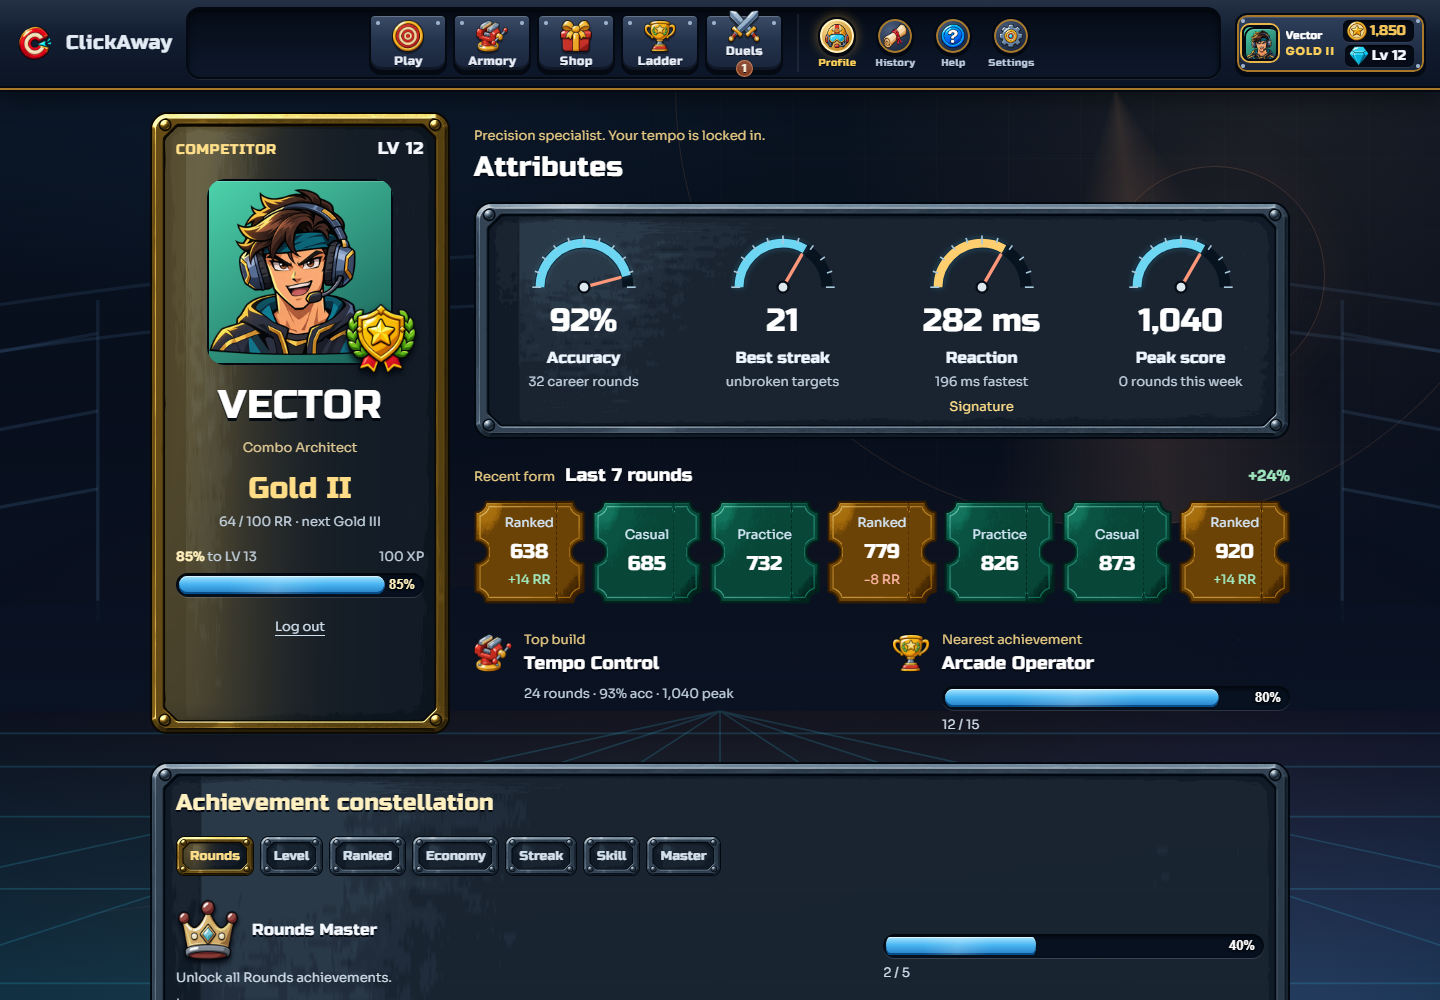 ClickAway
Play
Armory
Shop
Ladder
Duels
1
Profile
History
Help
Settings
Vector
GOLD II
1,850
Lv 12
COMPETITOR
LV 12
VECTOR
Combo Architect
Gold II
64 / 100 RR · next Gold III
85% to LV 13
100 XP
85%
Log out
Precision specialist. Your tempo is locked in.
Attributes
92%
Accuracy
32 career rounds
21
Best streak
unbroken targets
282 ms
Reaction
196 ms fastest
Signature
1,040
Peak score
0 rounds this week
Recent form Last 7 rounds
+24%
Ranked
638
+14 RR
Casual
685
Practice
732
Ranked
779
-8 RR
Practice
826
Casual
873
Ranked
920
+14 RR
Top build
Tempo Control
24 rounds · 93% acc · 1,040 peak
Nearest achievement
Arcade Operator
80%
12 / 15
Achievement constellation
Rounds
Level
Ranked
Economy
Streak
Skill
Master
Rounds Master
Unlock all Rounds achievements.
40%
2 / 5